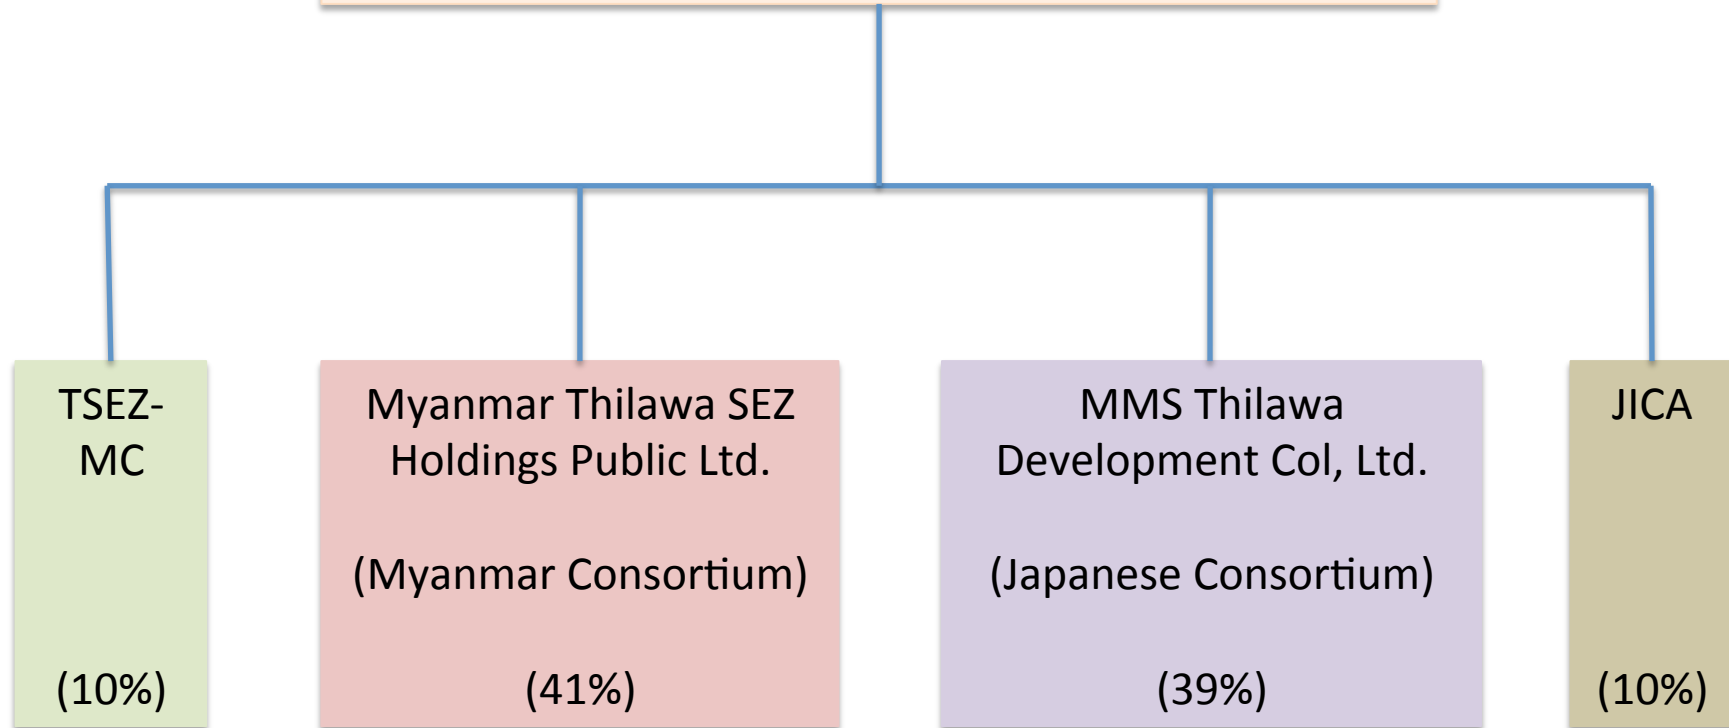 TSEZ-
MC
(10%)
Myanmar Thilawa SEZ
Holdings Public Ltd.
(Myanmar Consortium)
(41%)
MMS Thilawa
Development Col, Ltd.
(Japanese Consortium)
(39%)
JICA
(10%)